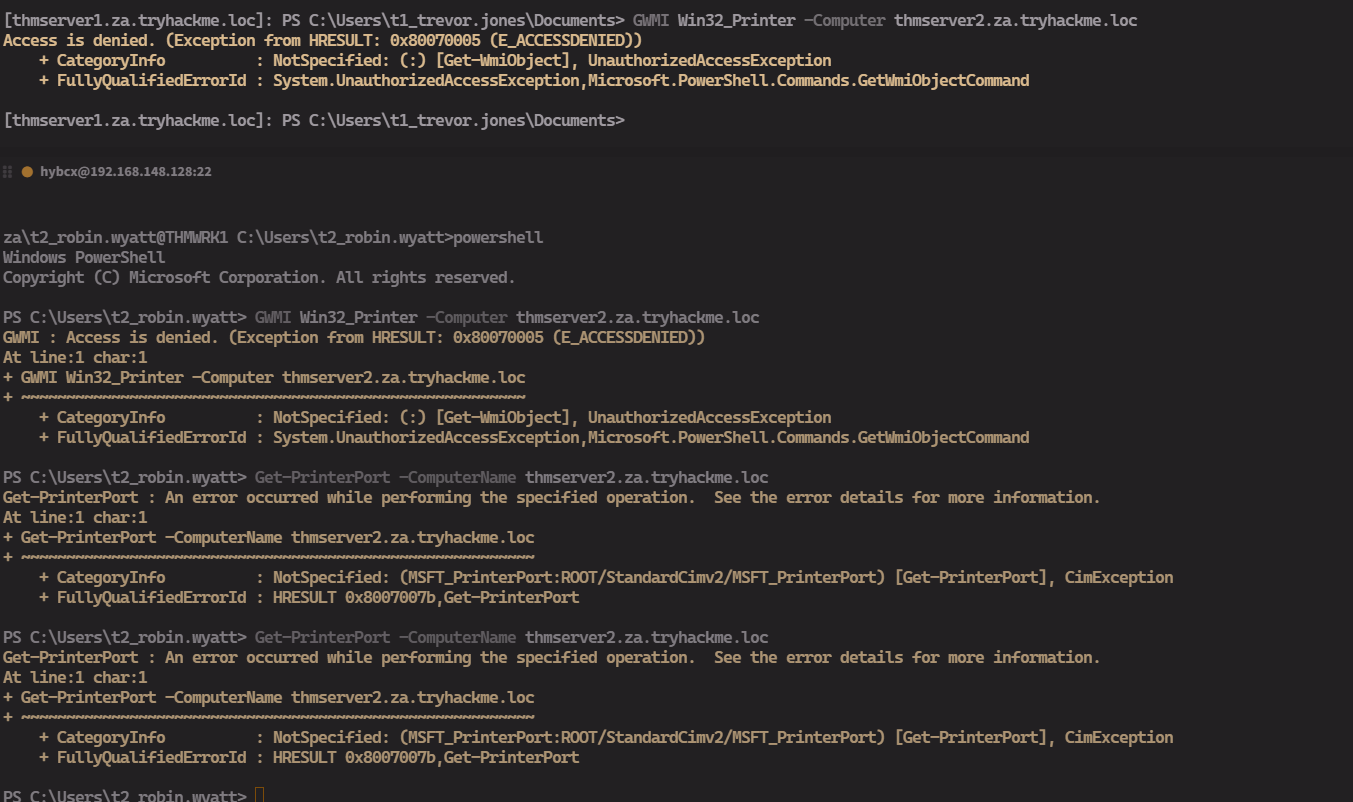 [thmserver1.za.tryhackme.loc]: PS C:\Users\t1_trevor.jones\Documents> GWMI Win32_Printer -Computer thmserver2.za.tryhackme.loc
Access is denied. (Exception from HRESULT: 0x80070005 (E_ACCESSDENIED))
    + CategoryInfo          : NotSpecified: (:) [Get-WmiObject], UnauthorizedAccessException
    + FullyQualifiedErrorId : System.UnauthorizedAccessException,Microsoft.PowerShell.Commands.GetWmiObjectCommand
[thmserver1.za.tryhackme.loc]: PS C:\Users\t1_trevor.jones\Documents>
hybcx@192.168.148.128:22
za\t2_robin.wyatt@THMWRK1 C:\Users\t2_robin.wyatt>powershell
Windows PowerShell
Copyright (C) Microsoft Corporation. All rights reserved.
PS C:\Users\t2_robin.wyatt> GWMI Win32_Printer -Computer thmserver2.za.tryhackme.loc
GWMI : Access is denied. (Exception from HRESULT: 0x80070005 (E_ACCESSDENIED))
At line:1 char:1
+ GWMI Win32_Printer -Computer thmserver2.za.tryhackme.loc
+ ~~~~~~~~~~~~~~~~~~~~~~~~~~~~~~~~~~~~~~~~~~~~~~~~~~~~~~~~
    + CategoryInfo          : NotSpecified: (:) [Get-WmiObject], UnauthorizedAccessException
    + FullyQualifiedErrorId : System.UnauthorizedAccessException,Microsoft.PowerShell.Commands.GetWmiObjectCommand
PS C:\Users\t2_robin.wyatt> Get-PrinterPort -ComputerName thmserver2.za.tryhackme.loc
Get-PrinterPort : An error occurred while performing the specified operation.  See the error details for more information.
At line:1 char:1
+ Get-PrinterPort -ComputerName thmserver2.za.tryhackme.loc
+ ~~~~~~~~~~~~~~~~~~~~~~~~~~~~~~~~~~~~~~~~~~~~~~~~~~~~~~~~~
    + CategoryInfo          : NotSpecified: (MSFT_PrinterPort:ROOT/StandardCimv2/MSFT_PrinterPort) [Get-PrinterPort], CimException
    + FullyQualifiedErrorId : HRESULT 0x8007007b,Get-PrinterPort
PS C:\Users\t2_robin.wyatt> Get-PrinterPort -ComputerName thmserver2.za.tryhackme.loc
Get-PrinterPort : An error occurred while performing the specified operation.  See the error details for more information.
At line:1 char:1
+ Get-PrinterPort -ComputerName thmserver2.za.tryhackme.loc
+ ~~~~~~~~~~~~~~~~~~~~~~~~~~~~~~~~~~~~~~~~~~~~~~~~~~~~~~~~~
    + CategoryInfo          : NotSpecified: (MSFT_PrinterPort:ROOT/StandardCimv2/MSFT_PrinterPort) [Get-PrinterPort], CimException
    + FullyQualifiedErrorId : HRESULT 0x8007007b,Get-PrinterPort
PS C:\Users\t2_robin.wyatt>